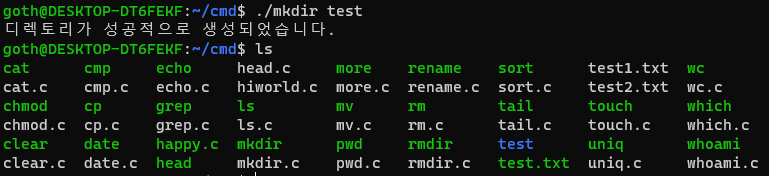 goth@DESKTOP-DT6FEKF:~/cmd$ ./mkdir test
디렉토리가 성공적으로 생성되었습니다.
goth@DESKTOP-DT6FEKF:~/cmd$ ls
cat cmp echo head.c more rename sort test1.txt wc
cat.c cmp.c echo.c hiworld.c more.c rename.c sort.c test2.txt wc.c
chmod cp grep ls mv rm tail touch which
chmod.c cp.c grep.c ls.c mv.c rm.c tail.c touch.c which.c
clear date happy.c mkdir pwd rmdir test uniq whoami
clear.c date.c head mkdir.c pwd.c rmdir.c test.txt uniq.c whoami.c